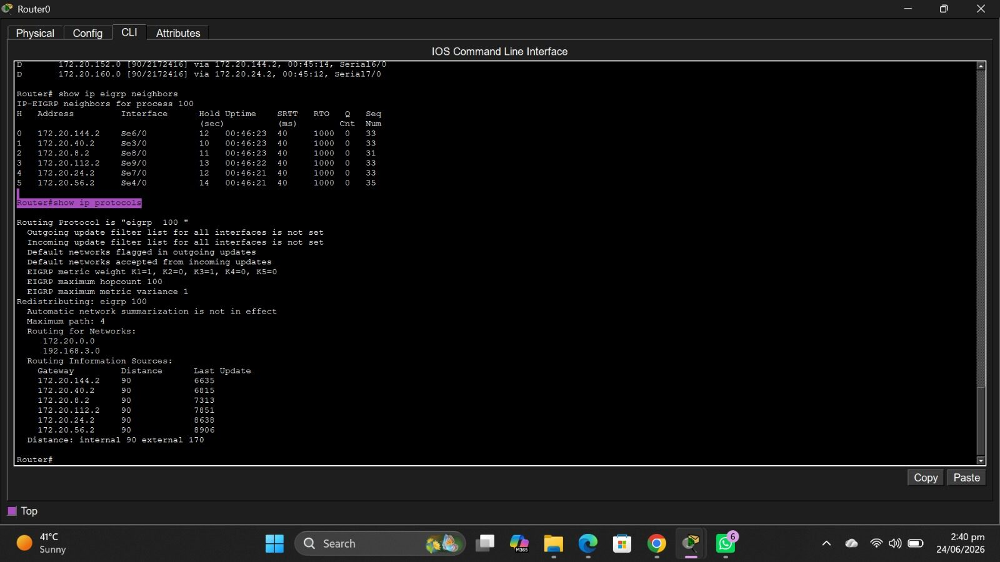 Router0
Physical Config CLI Attributes
IOS Command Line Interface
D 172.20.152.0 [90/2172416] via 172.20.144.2, 00:45:14, Serial6/0
D 172.20.160.0 [90/2172416] via 172.20.24.2, 00:45:12, Serial7/0
Router# show ip eigrp neighbors
IP-EIGRP neighbors for process 100
H Address Interface Hold Uptime SRTT RTO Q Seq
(sec) (ms) Cnt Num
0 172.20.144.2 Se6/0 12 00:46:23 40 1000 0 33
1 172.20.40.2 Se3/0 10 00:46:23 40 1000 0 33
2 172.20.8.2 Se8/0 11 00:46:23 40 1000 0 31
3 172.20.112.2 Se9/0 13 00:46:22 40 1000 0 33
4 172.20.24.2 Se7/0 12 00:46:21 40 1000 0 33
5 172.20.56.2 Se4/0 14 00:46:21 40 1000 0 35
Router#show ip protocols
Routing Protocol is "eigrp 100 "
Outgoing update filter list for all interfaces is not set
Incoming update filter list for all interfaces is not set
Default networks flagged in outgoing updates
Default networks accepted from incoming updates
EIGRP metric weight K1=1, K2=0, K3=1, K4=0, K5=0
EIGRP maximum hopcount 100
EIGRP maximum metric variance 1
Redistributing: eigrp 100
Automatic network summarization is not in effect
Maximum path: 4
Routing for Networks:
172.20.0.0
192.168.3.0
Routing Information Sources:
Gateway Distance Last Update
172.20.144.2 90 6635
172.20.40.2 90 6815
172.20.8.2 90 7313
172.20.112.2 90 7851
172.20.24.2 90 8638
172.20.56.2 90 8906
Distance: internal 90 external 170
Router#
Copy Paste
Top
41°C
Sunny
Search
M365
6
2:40 pm
24/06/2026